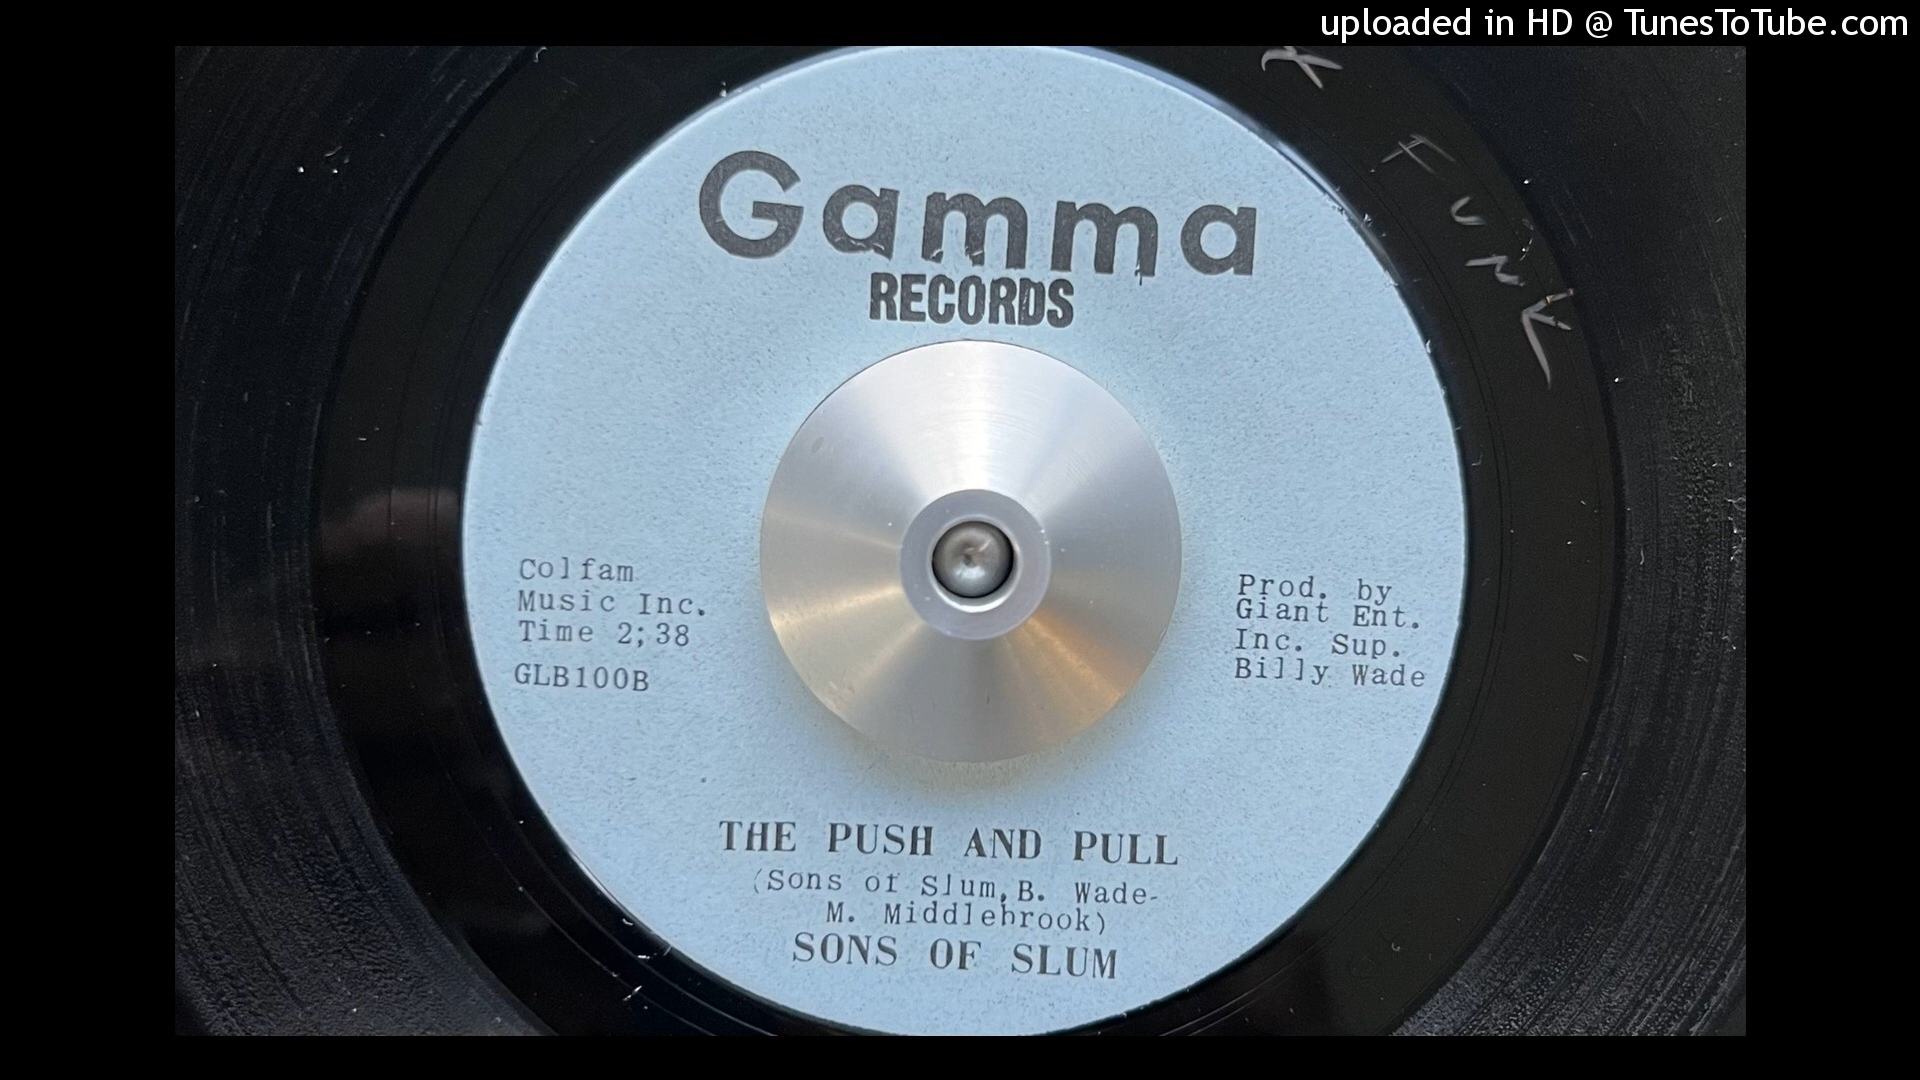 uploaded in HD @ TunesToTube.com
FUNK
Gamma
RECORDS
Colfam
Music Inc.
Time 2;38
GLB100B
Prod. by
Giant Ent.
Inc. Sup.
Billy Wade
THE PUSH AND PULL
(Sons of Slum, B. Wade-
M. Middlebrook)
SONS OF SLUM